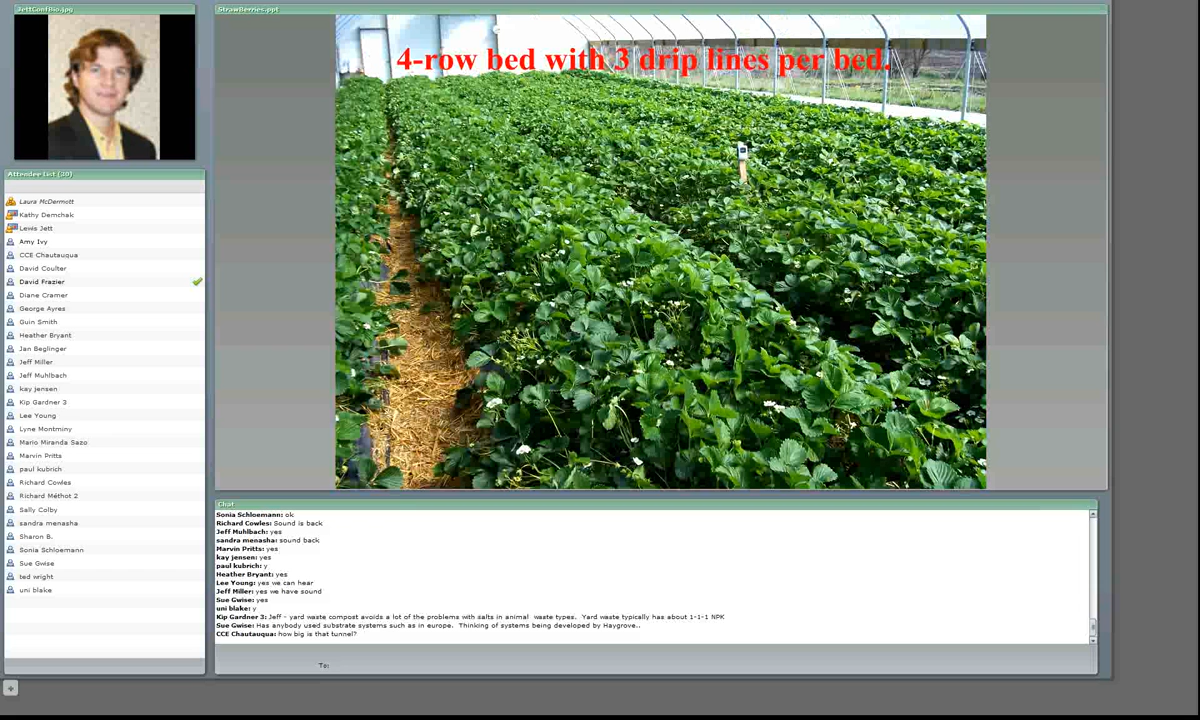 JettConfBio.jpg
StrawBerries.ppt
4-row bed with 3 drip lines per bed.
Attendee List (30)
Laura McDermott
Kathy Demchak
Lewis Jett
Amy Ivy
CCE Chautauqua
David Coulter
David Frazier
Diane Cramer
George Ayres
Guin Smith
Heather Bryant
Jan Beglinger
Jeff Miller
Jeff Muhlbach
kay jensen
Kip Gardner 3
Lee Young
Lyne Montminy
Mario Miranda Sazo
Marvin Pritts
paul kubrich
Richard Cowles
Richard Méthot 2
Sally Colby
sandra menasha
Sharon B.
Sonia Schloemann
Sue Gwise
ted wright
uni blake
Chat
Sonia Schloemann: ok
Richard Cowles: Sound is back
Jeff Muhlbach: yes
sandra menasha: sound back
Marvin Pritts: yes
kay jensen: yes
paul kubrich: y
Heather Bryant: yes
Lee Young: yes we can hear
Jeff Miller: yes we have sound
Sue Gwise: yes
uni blake: y
Kip Gardner 3: Jeff - yard waste compost avoids a lot of the problems with salts in animal waste types. Yard waste typically has about 1-1-1 NPK
Sue Gwise: Has anybody used substrate systems such as in europe. Thinking of systems being developed by Haygrove..
CCE Chautauqua: how big is that tunnel?
To: